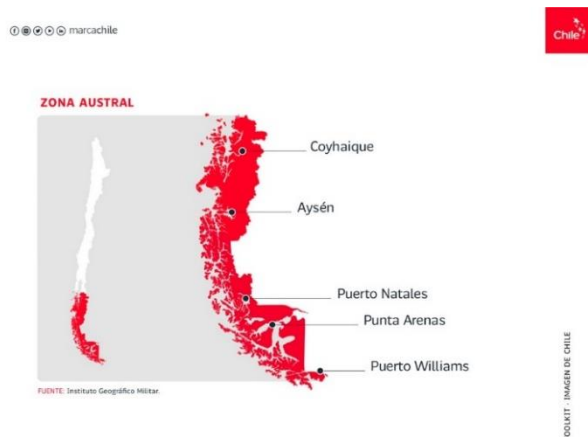 marcachile
Chile
ZONA AUSTRAL
Coyhaique
Aysén
Puerto Natales
Punta Arenas
Puerto Williams
FUENTE: Instituto Geográfico Militar.
OOLKIT - IMAGEN DE CHILE